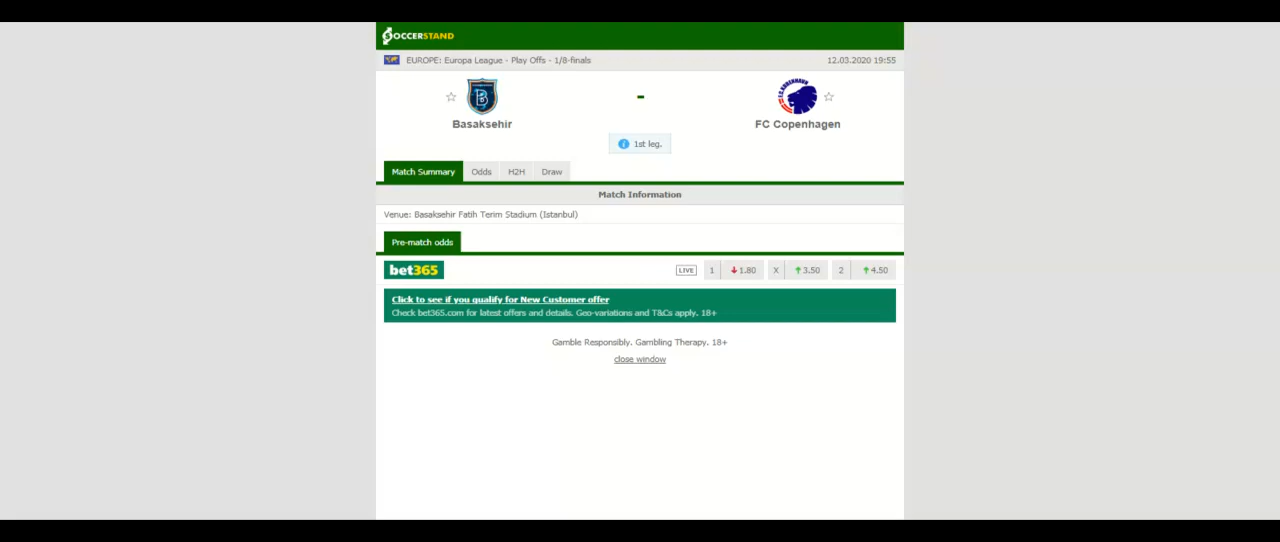 SOCCERSTAND
EUROPE: Europa League - Play Offs - 1/8-finals 12.03.2020 19:55
Basaksehir - FC Copenhagen
1st leg.
Match Summary Odds H2H Draw
Match Information
Venue: Basaksehir Fatih Terim Stadium (Istanbul)
Pre-match odds
bet365 LIVE 1 1.80 X 3.50 2 4.50
Click to see if you qualify for New Customer offer
Check bet365.com for latest offers and details. Geo-variations and T&Cs apply. 18+
Gamble Responsibly. Gambling Therapy. 18+
close window